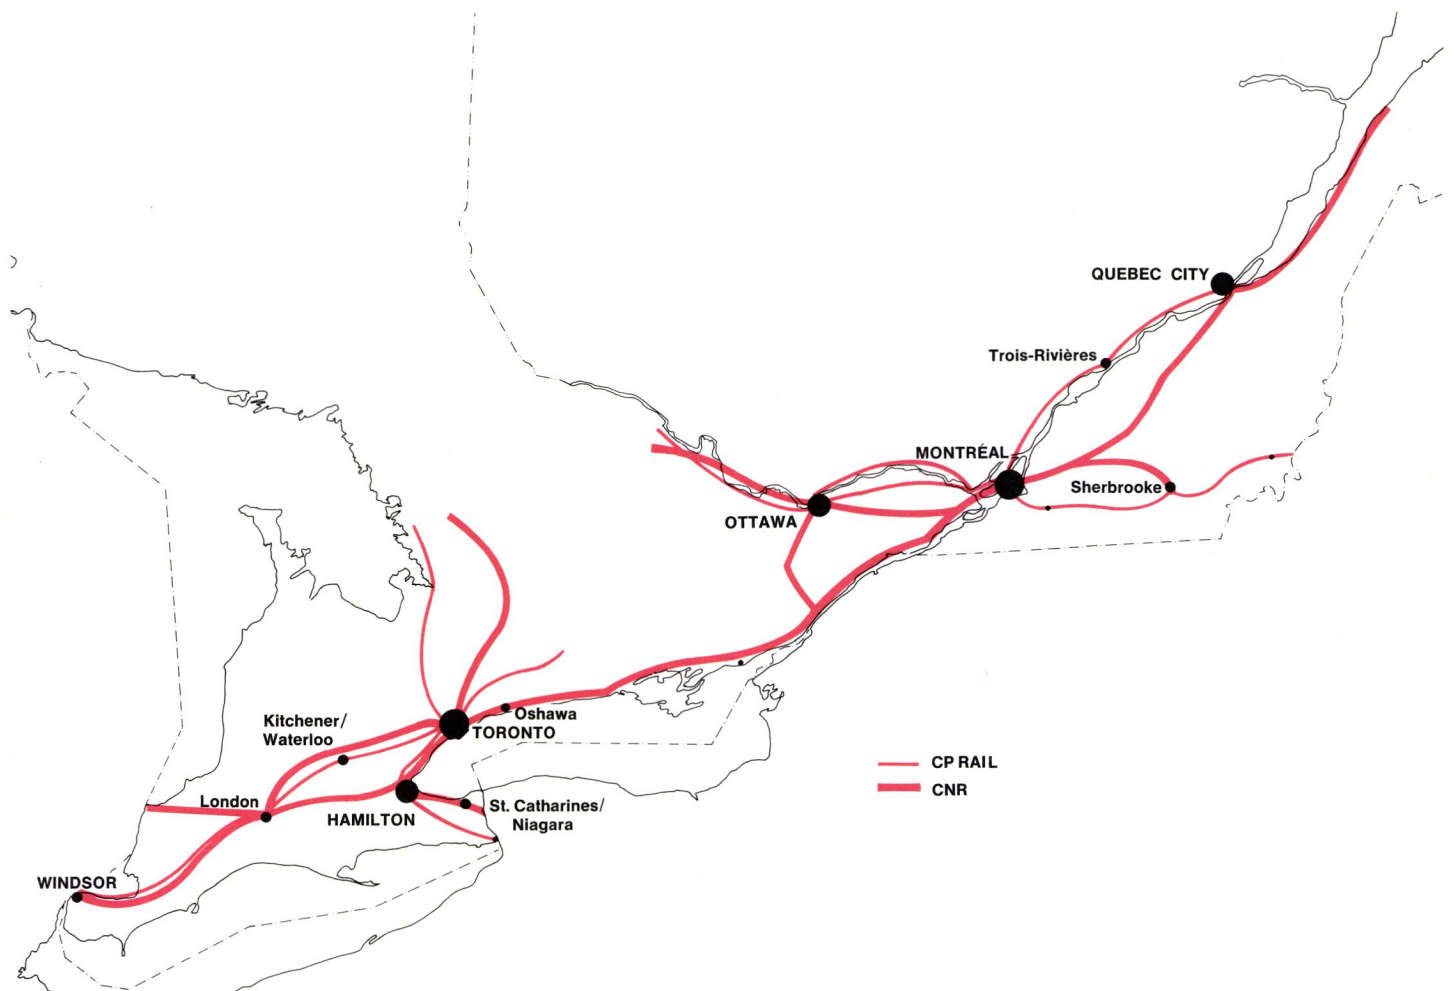 QUEBEC CITY
Trois-Rivières
MONTRÉAL
Sherbrooke
OTTAWA
Oshawa
TORONTO
Kitchener/
Waterloo
London
HAMILTON
St. Catharines/
Niagara
WINDSOR
CP RAIL
CNR